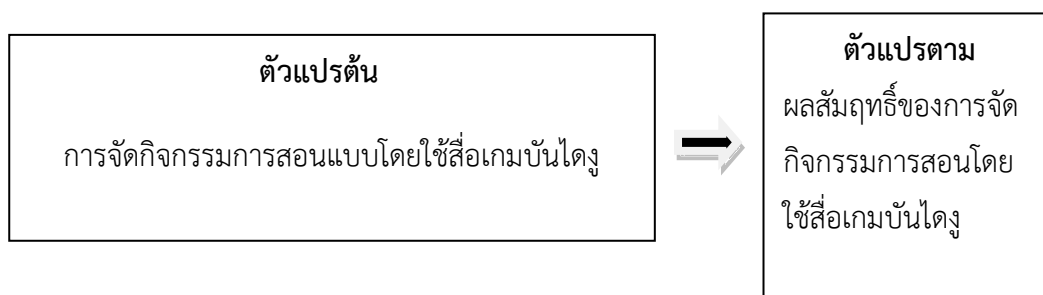 ตัวแปรต้น
การจัดกิจกรรมการสอนแบบโดยใช้สื่อเกมบันไดงู
ตัวแปรตาม
ผลสัมฤทธิ์ของการจัด
กิจกรรมการสอนโดย
ใช้สื่อเกมบันไดงู